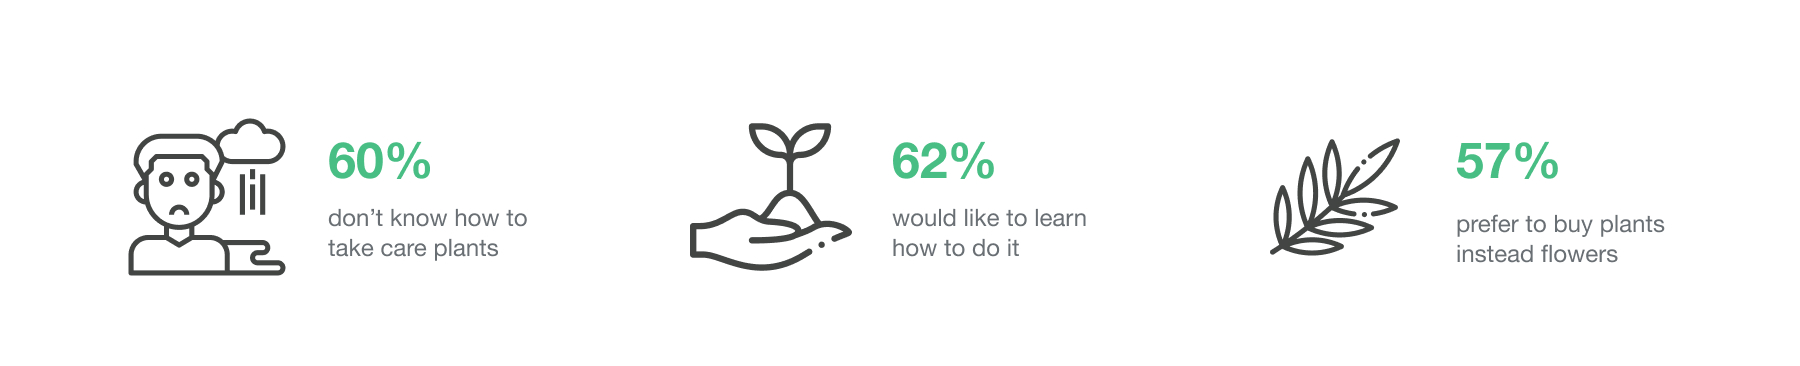 60%
don’t know how to
take care plants
62%
would like to learn
how to do it
57%
prefer to buy plants
instead flowers